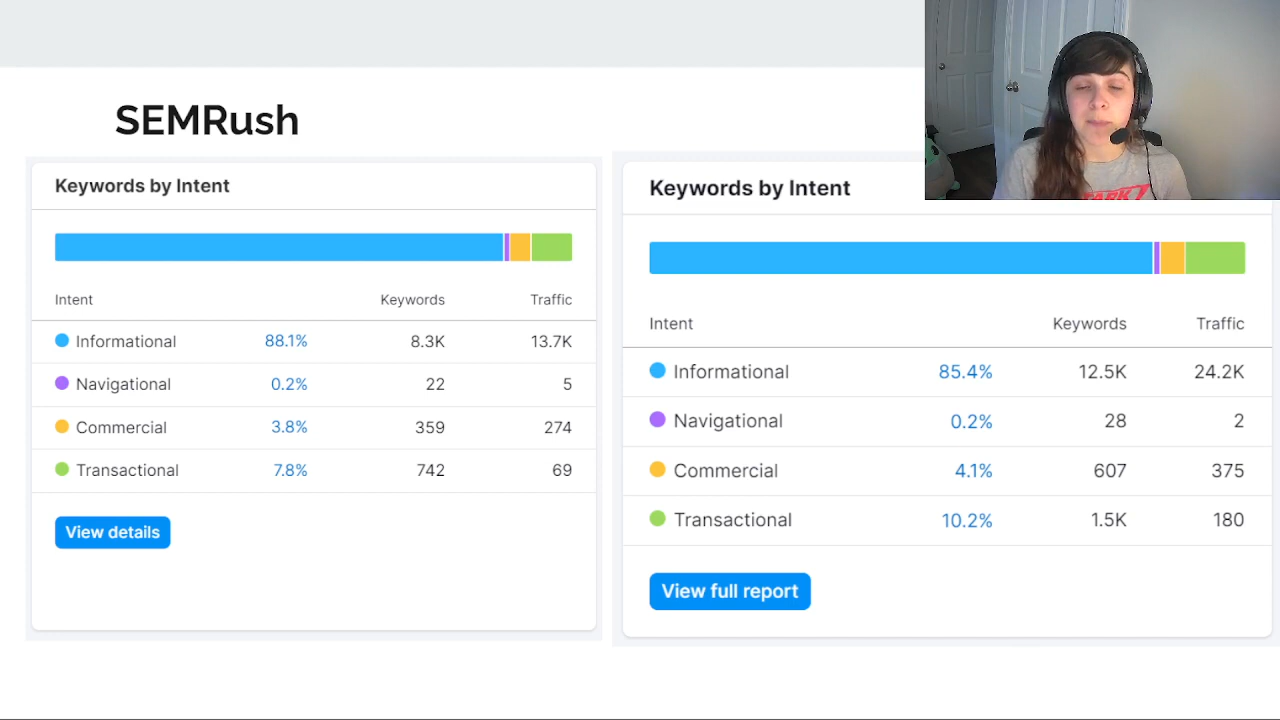 SEMRush
Keywords by Intent
Intent Keywords Traffic
Informational 88.1% 8.3K 13.7K
Navigational 0.2% 22 5
Commercial 3.8% 359 274
Transactional 7.8% 742 69
View details
Keywords by Intent
Intent Keywords Traffic
Informational 85.4% 12.5K 24.2K
Navigational 0.2% 28 2
Commercial 4.1% 607 375
Transactional 10.2% 1.5K 180
View full report